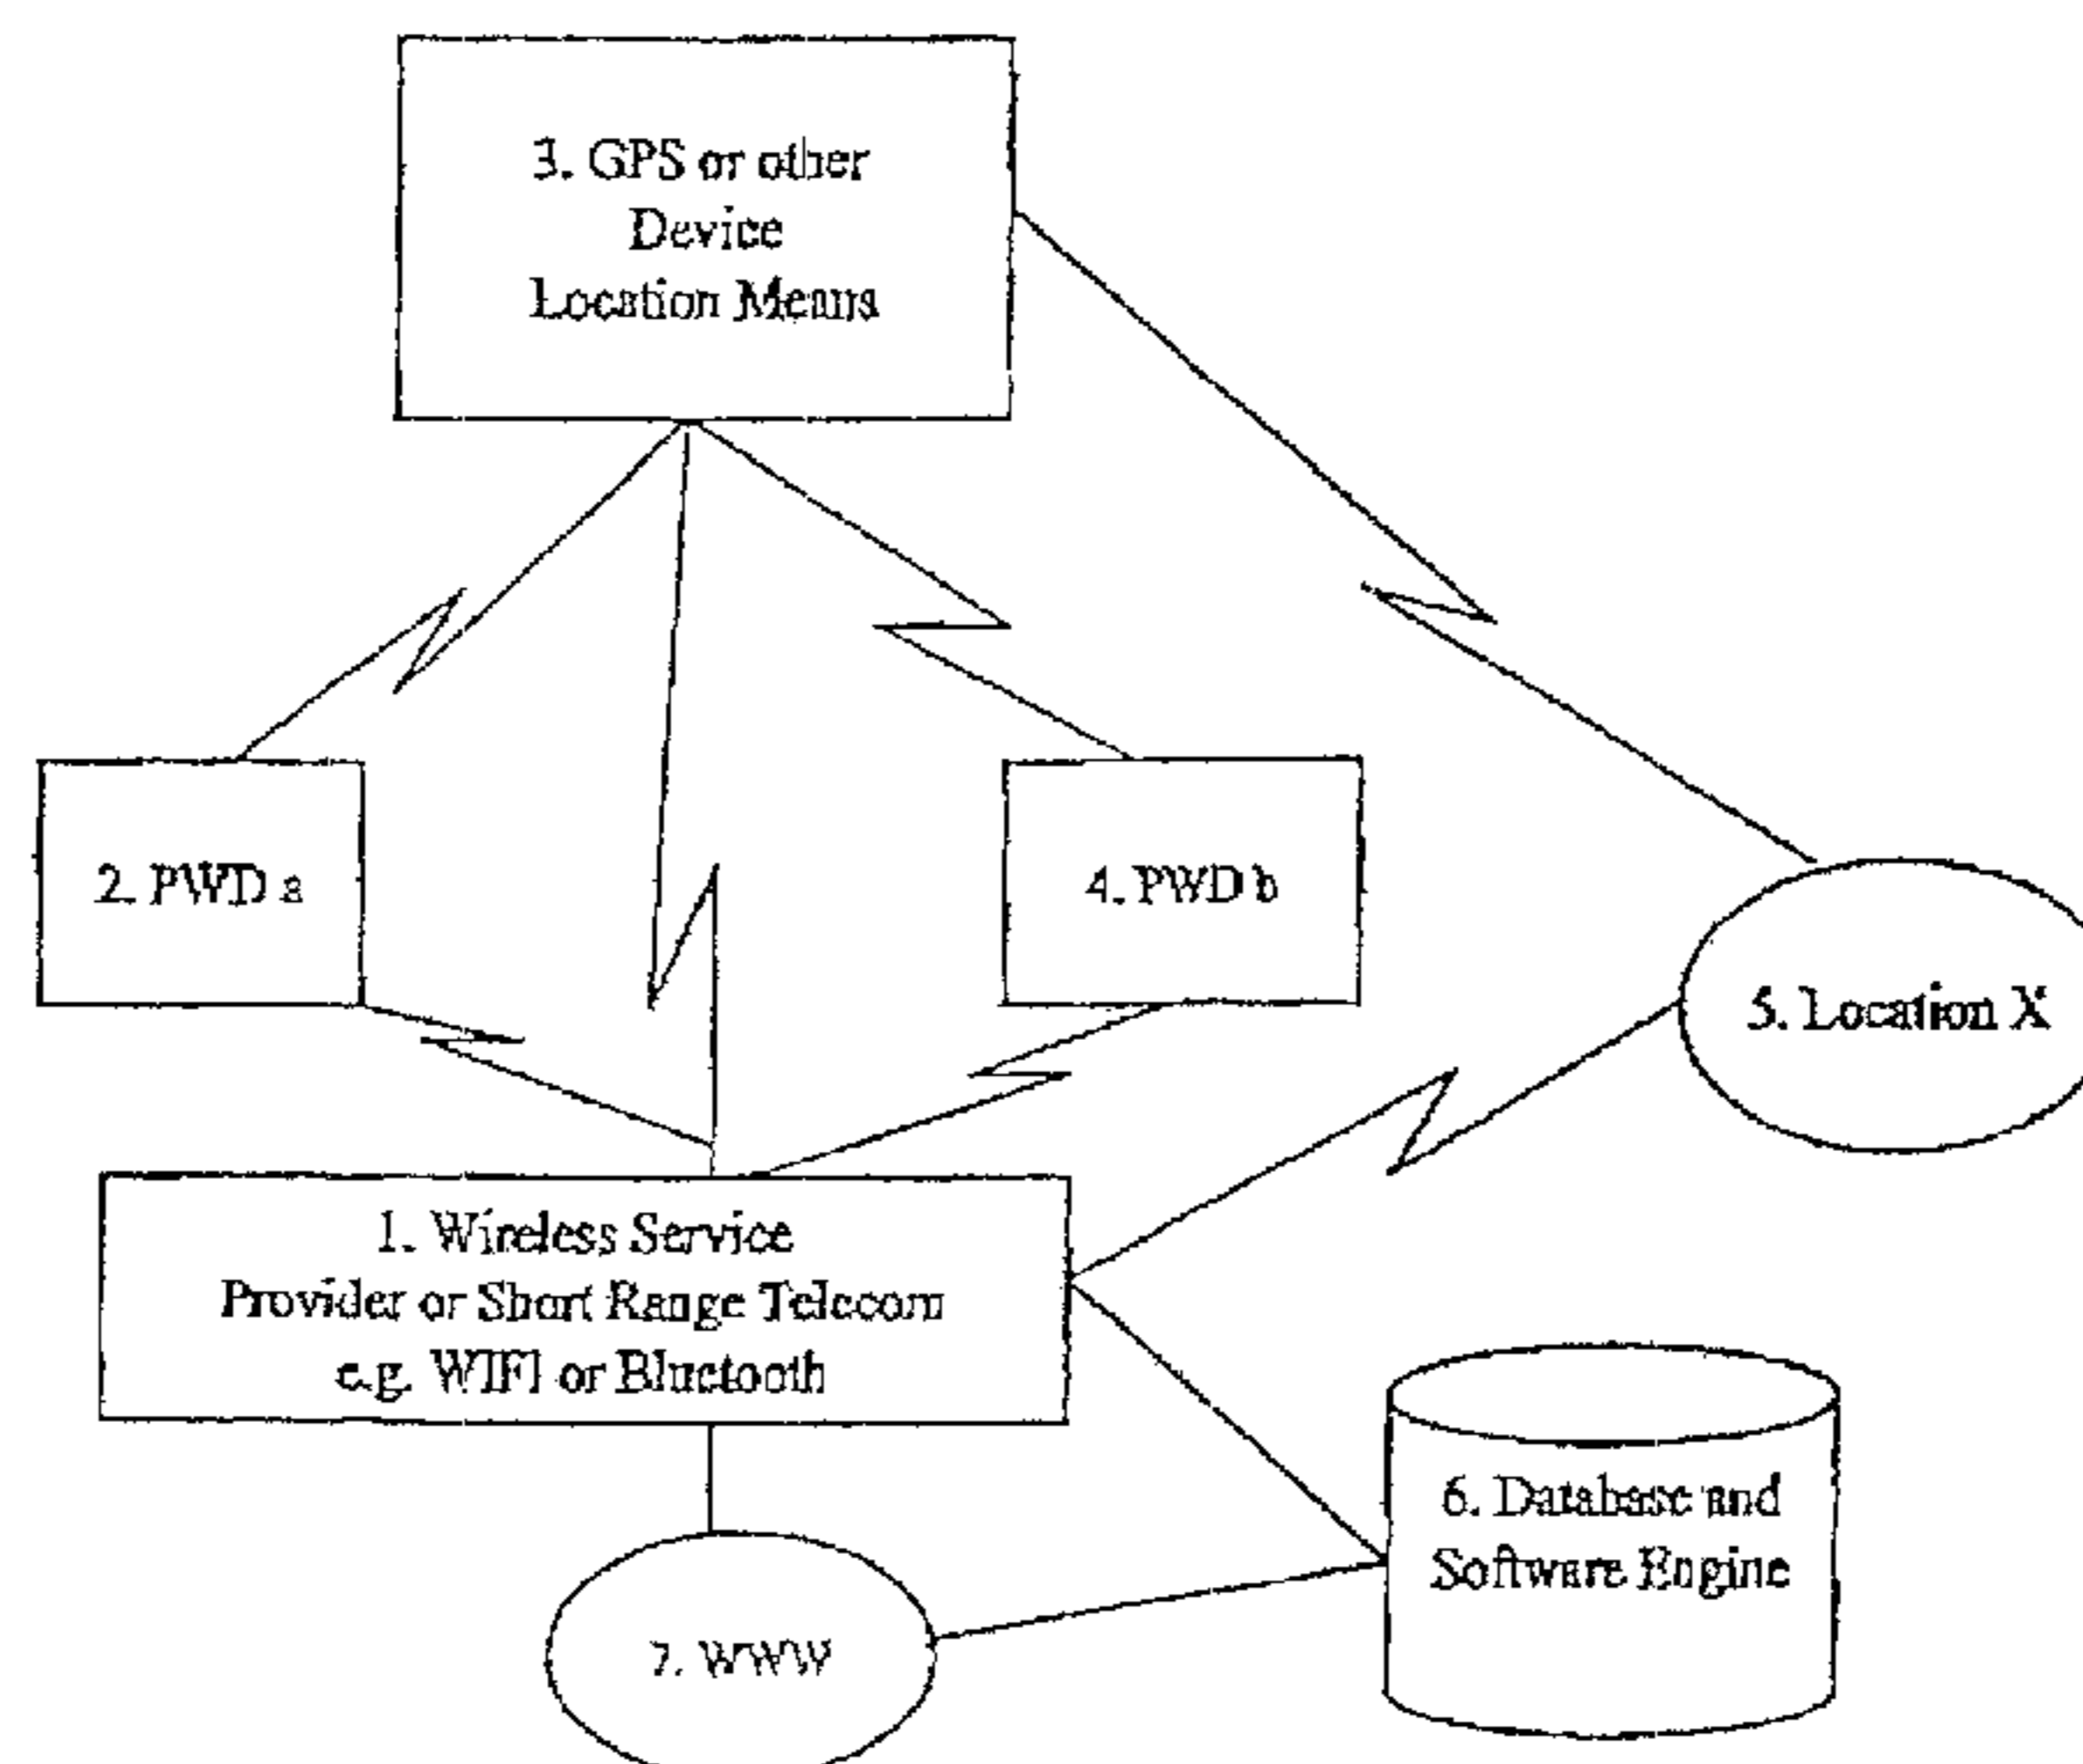 3. GPS or other
Device
Location Means
2. PWD a
4. PWD b
5. Location X
1. Wireless Service
Provider or Short Range Telecom
e.g. WIFI or Bluetooth
6. Database and
Software Engine
7. WWW